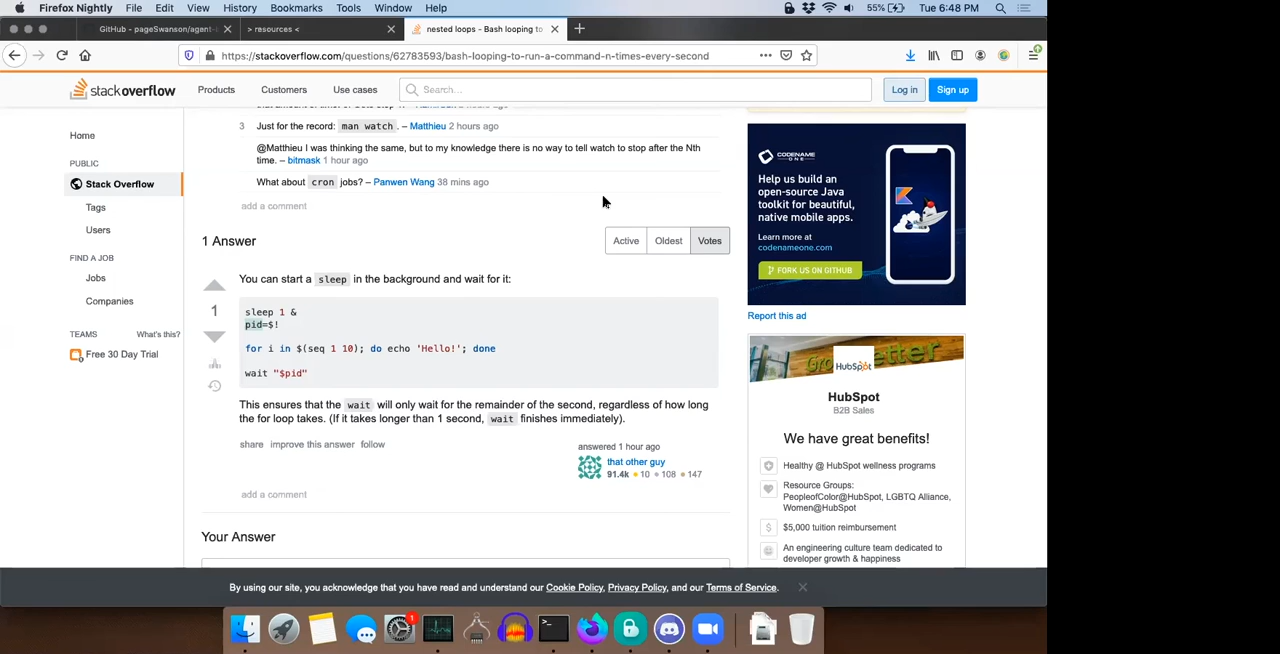 Firefox Nightly File Edit View History Bookmarks Tools Window Help 55% Tue 6:48 PM
GitHub - pageSwanson/agent- > resources < nested loops - Bash looping to
https://stackoverflow.com/questions/62783593/bash-looping-to-run-a-command-n-times-every-second
stackoverflow Products Customers Use cases Search... Log in Sign up
Home
PUBLIC
Stack Overflow
Tags
Users
FIND A JOB
Jobs
Companies
TEAMS What's this?
Free 30 Day Trial
3 Just for the record: man watch . – Matthieu 2 hours ago
@Matthieu I was thinking the same, but to my knowledge there is no way to tell watch to stop after the Nth
time. – bitmask 1 hour ago
What about cron jobs? – Panwen Wang 38 mins ago
add a comment
1 Answer
Active Oldest Votes
You can start a sleep in the background and wait for it:
1
sleep 1 &
pid=$!
for i in $(seq 1 10); do echo 'Hello!'; done
wait "$pid"
This ensures that the wait will only wait for the remainder of the second, regardless of how long
the for loop takes. (If it takes longer than 1 second, wait finishes immediately).
share improve this answer follow
answered 1 hour ago
that other guy
91.4k 10 108 147
add a comment
Your Answer
CODENAME
ONE
Help us build an
open-source Java
toolkit for beautiful,
native mobile apps.
Learn more at
codenameone.com
FORK US ON GITHUB
Report this ad
HubSpot
HubSpot
B2B Sales
We have great benefits!
Healthy @ HubSpot wellness programs
Resource Groups:
PeopleofColor@HubSpot, LGBTQ Alliance,
Women@HubSpot
$5,000 tuition reimbursement
An engineering culture team dedicated to
developer growth & happiness
By using our site, you acknowledge that you have read and understand our Cookie Policy, Privacy Policy, and our Terms of Service.
1